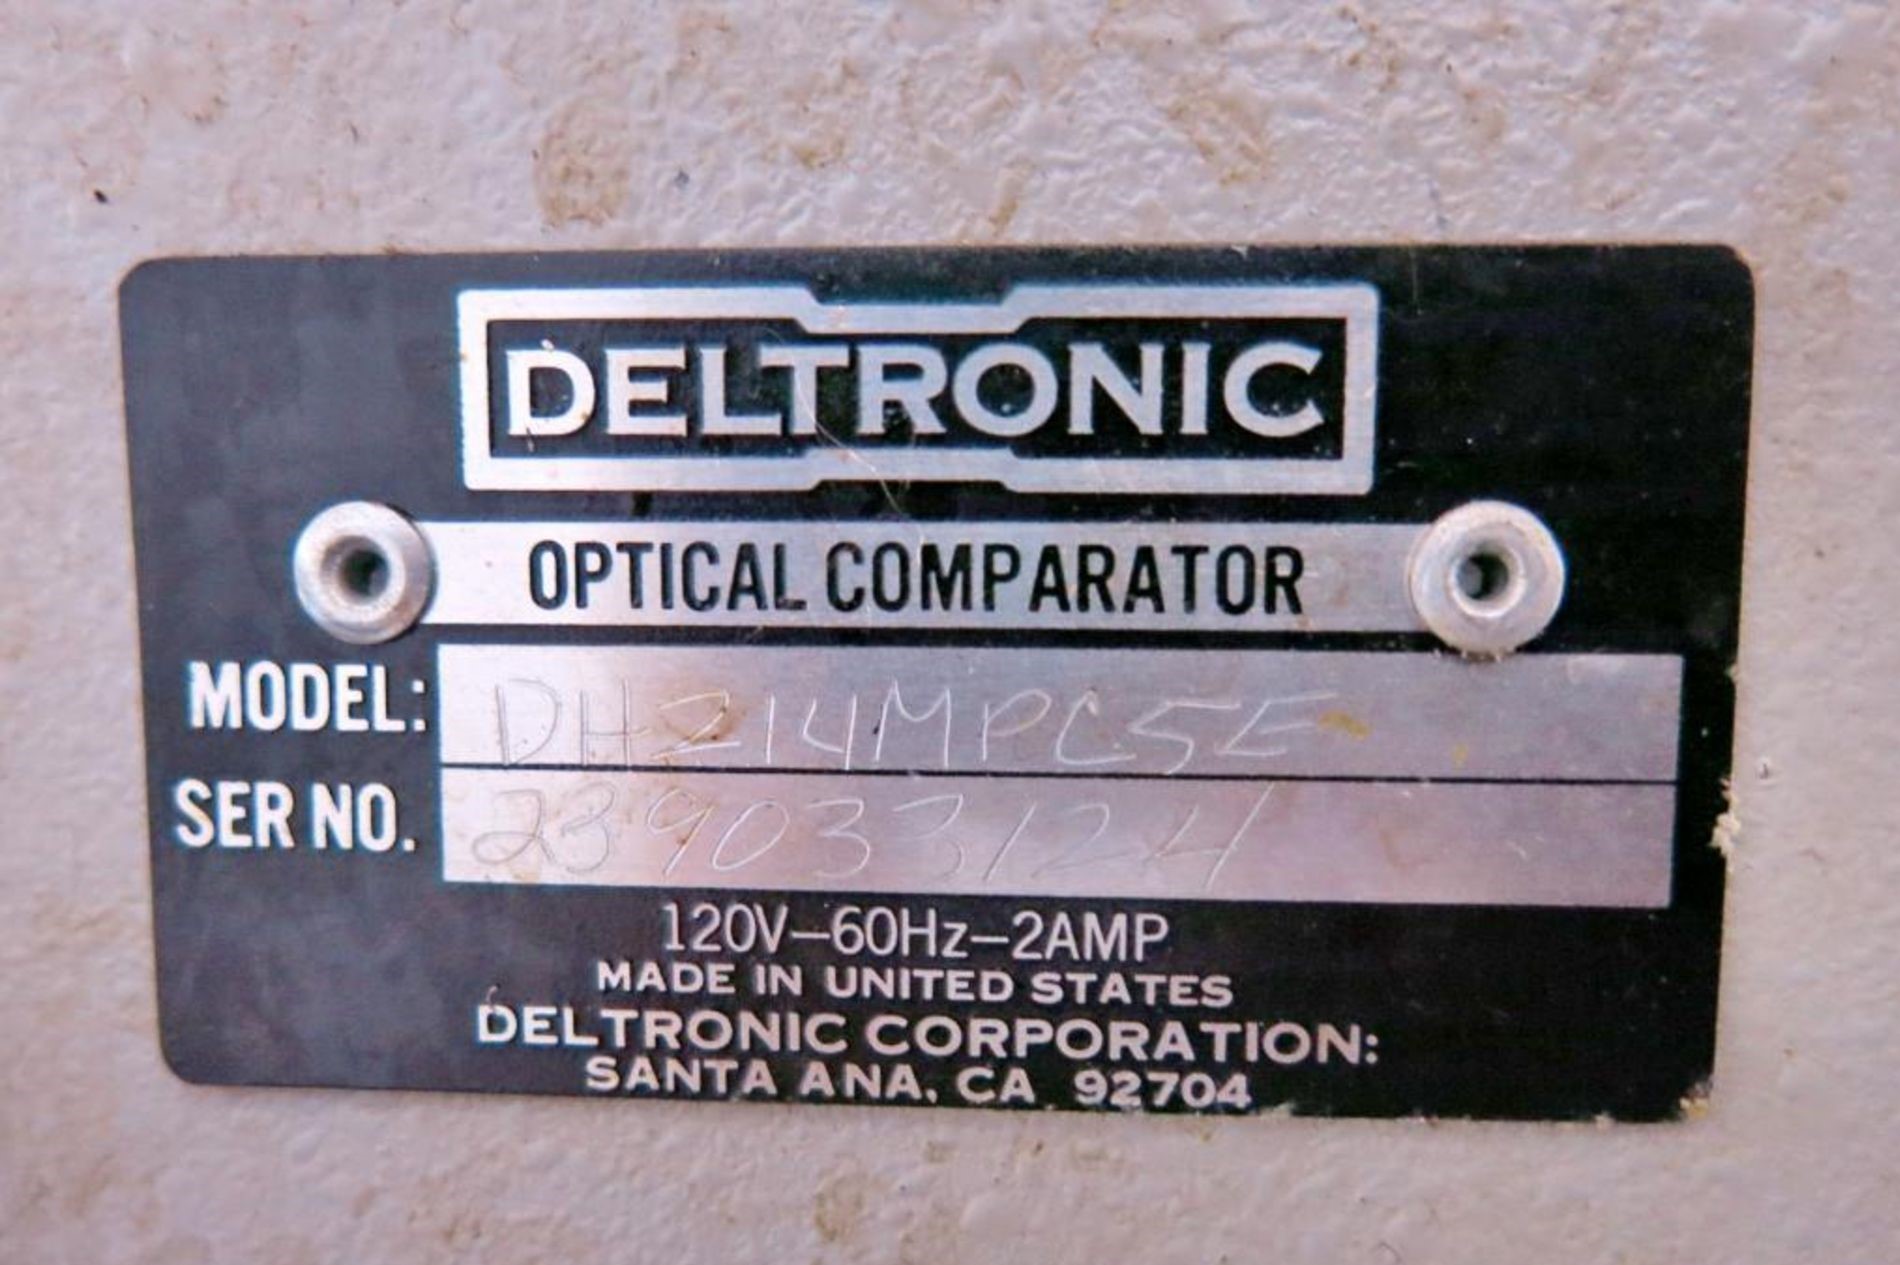 DELTRONIC
OPTICAL COMPARATOR
MODEL: DH214MPC5E
SER NO. 239033124
120V–60Hz–2AMP
MADE IN UNITED STATES
DELTRONIC CORPORATION:
SANTA ANA, CA 92704